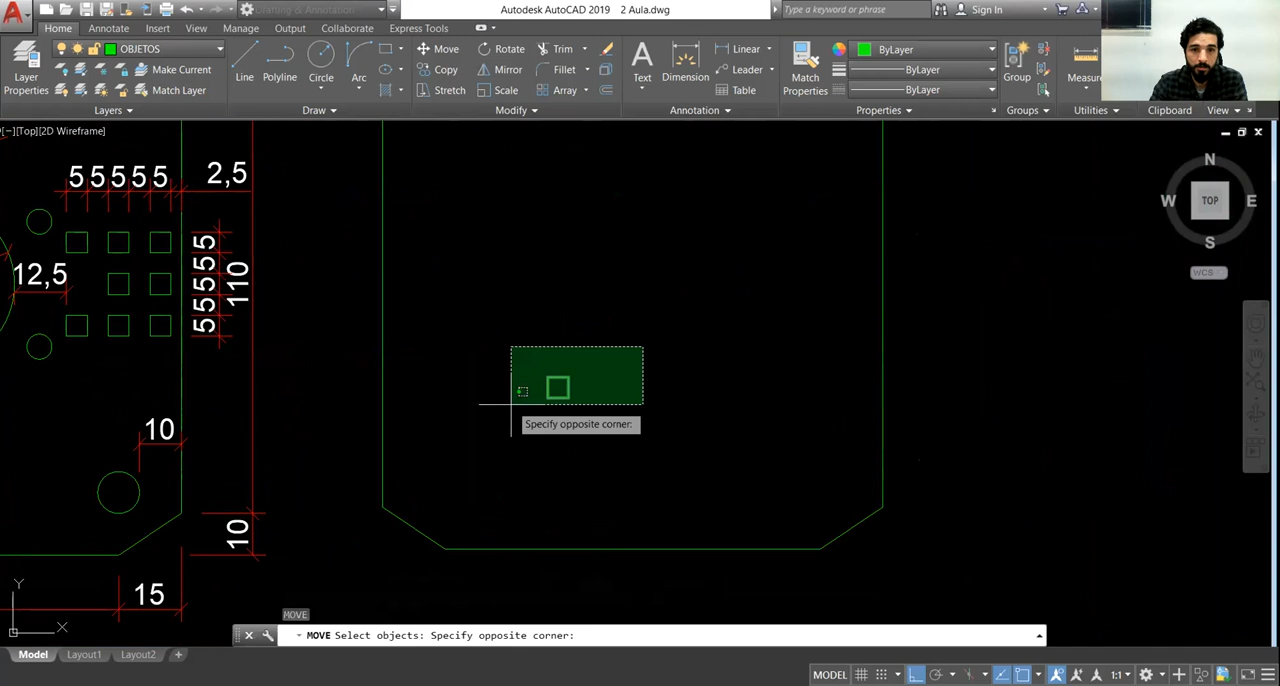 Drafting & Annotation
Autodesk AutoCAD 2019 2 Aula.dwg
Type a keyword or phrase
Sign In
Home Annotate Insert View Manage Output Collaborate Express Tools
Layer Properties
OBJETOS
Make Current
Match Layer
Line
Polyline
Circle
Arc
Move
Rotate
Trim
Copy
Mirror
Fillet
Stretch
Scale
Array
Text
Dimension
Linear
Leader
Table
Match Properties
ByLayer
ByLayer
ByLayer
Group
Measu
Layers Draw Modify Annotation Properties Groups Utilities Clipboard View
[−][Top][2D Wireframe]
5 5 5 5 5
2,5
12,5
5
5
5
5
5
110
10
10
15
N
W TOP E
S
WCS
Specify opposite corner:
Y
X
MOVE
MOVE Select objects: Specify opposite corner:
Model Layout1 Layout2 +
MODEL
1:1